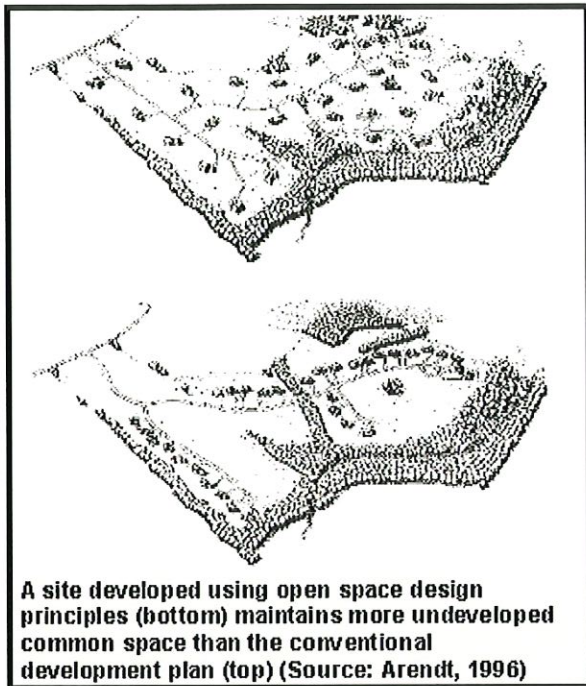 A site developed using open space design
principles (bottom) maintains more undeveloped
common space than the conventional
development plan (top) (Source: Arendt, 1996)